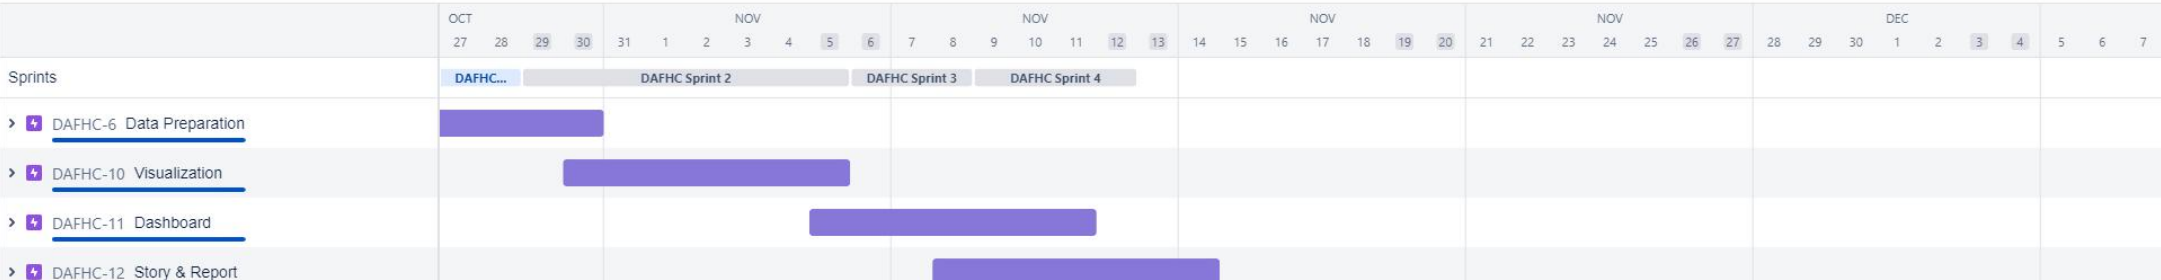 OCT NOV NOV NOV NOV DEC
27 28 29 30 31 1 2 3 4 5 6 7 8 9 10 11 12 13 14 15 16 17 18 19 20 21 22 23 24 25 26 27 28 29 30 1 2 3 4 5 6 7
Sprints DAFHC... DAFHC Sprint 2 DAFHC Sprint 3 DAFHC Sprint 4
DAFHC-6 Data Preparation
DAFHC-10 Visualization
DAFHC-11 Dashboard
DAFHC-12 Story & Report